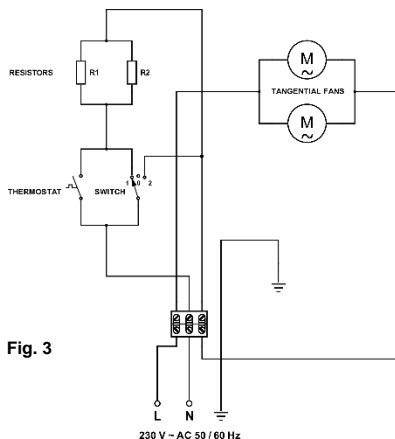 M
~
RESISTORS
R1
R2
TANGENTIAL FANS
M
~
THERMOSTAT
SWITCH
1 0 2
Fig. 3
L
N
230 V ~ AC 50 / 60 Hz